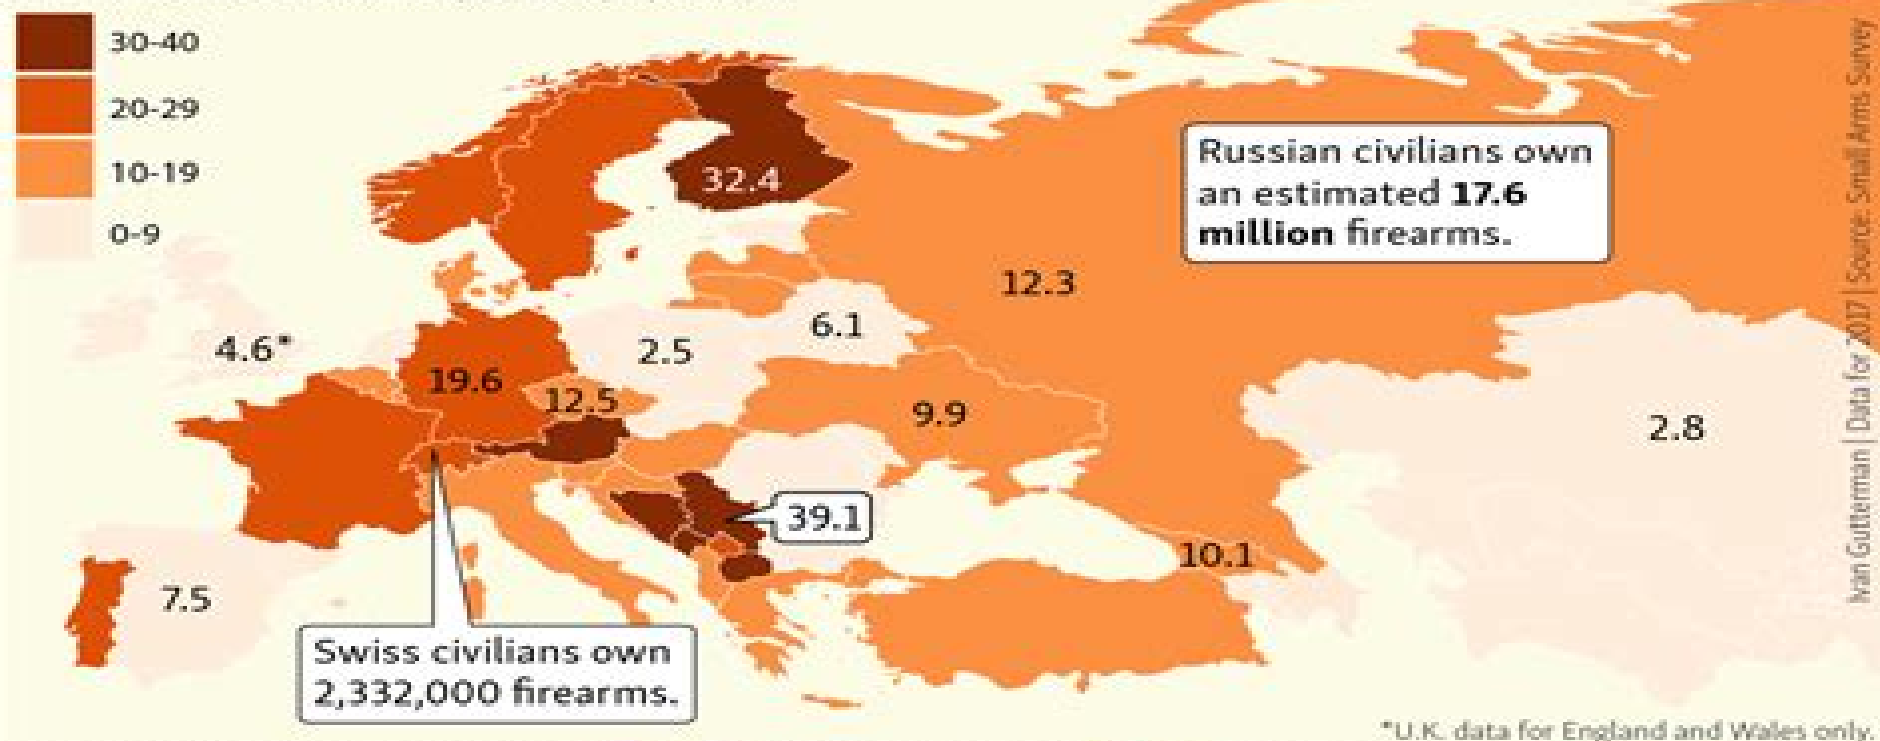 30-40
20-29
10-19
0-9
32.4
Russian civilians own
an estimated 17.6
million firearms.
12.3
6.1
4.6*
2.5
19.6
12.5
9.9
2.8
39.1
10.1
7.5
Swiss civilians own
2,332,000 firearms.
Ivan Gutterman | Data for 2017 | Source: Small Arms Survey
*U.K. data for England and Wales only.